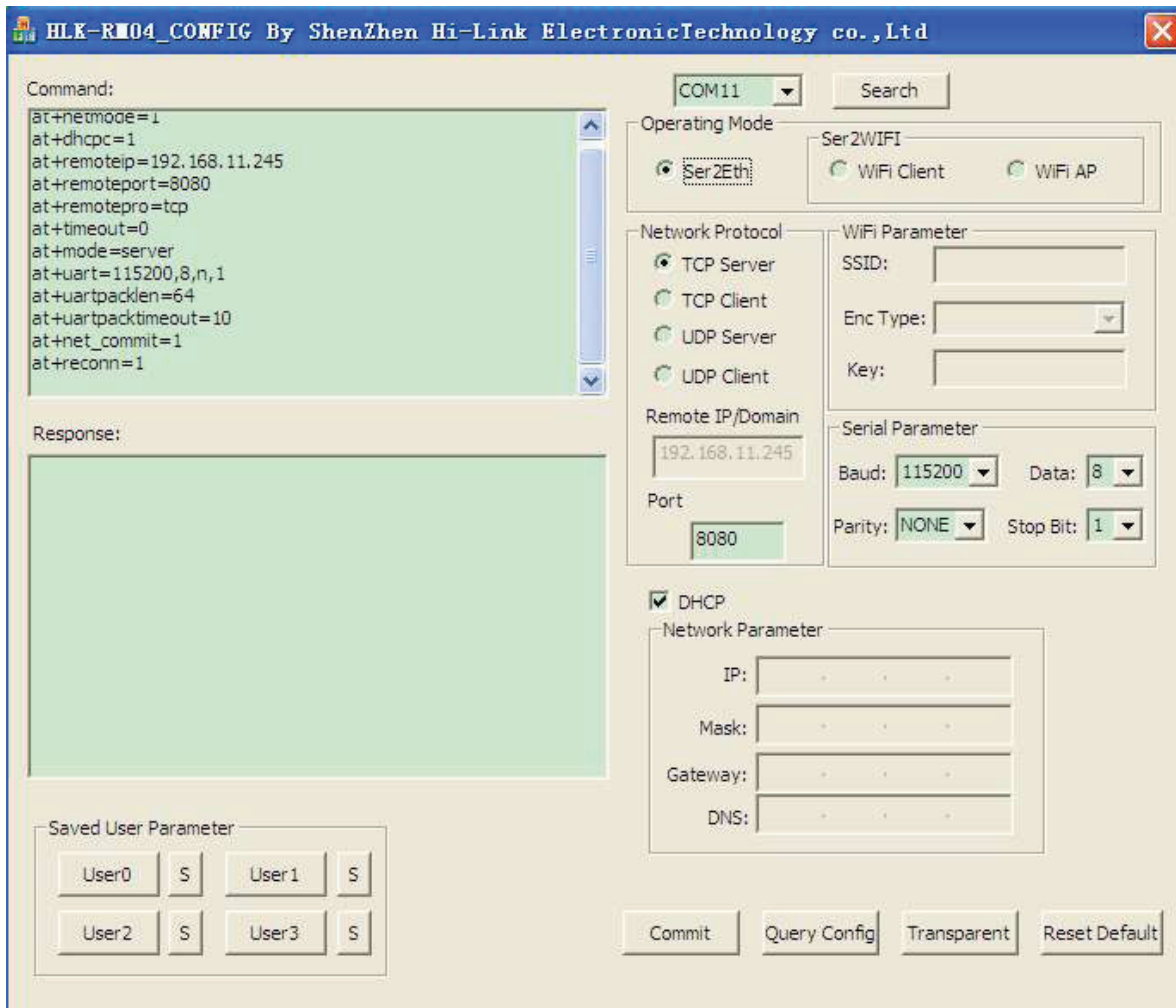 HLK-RM04_CONFIG By ShenZhen Hi-Link ElectronicTechnology co.,Ltd
Command:
at+netmode=1
at+dhcpc=1
at+remoteip=192.168.11.245
at+remoteport=8080
at+remotepro=tcp
at+timeout=0
at+mode=server
at+uart=115200,8,n,1
at+uartpacklen=64
at+uartpacktimeout=10
at+net_commit=1
at+reconn=1
Response:
Saved User Parameter
User0 S User1 S
User2 S User3 S
COM11 Search
Operating Mode
Ser2Eth
Ser2WIFI
WiFi Client WiFi AP
Network Protocol
TCP Server
TCP Client
UDP Server
UDP Client
Remote IP/Domain
192.168.11.245
Port
8080
WiFi Parameter
SSID:
Enc Type:
Key:
Serial Parameter
Baud: 115200 Data: 8
Parity: NONE Stop Bit: 1
DHCP
Network Parameter
IP:
Mask:
Gateway:
DNS:
Commit Query Config Transparent Reset Default